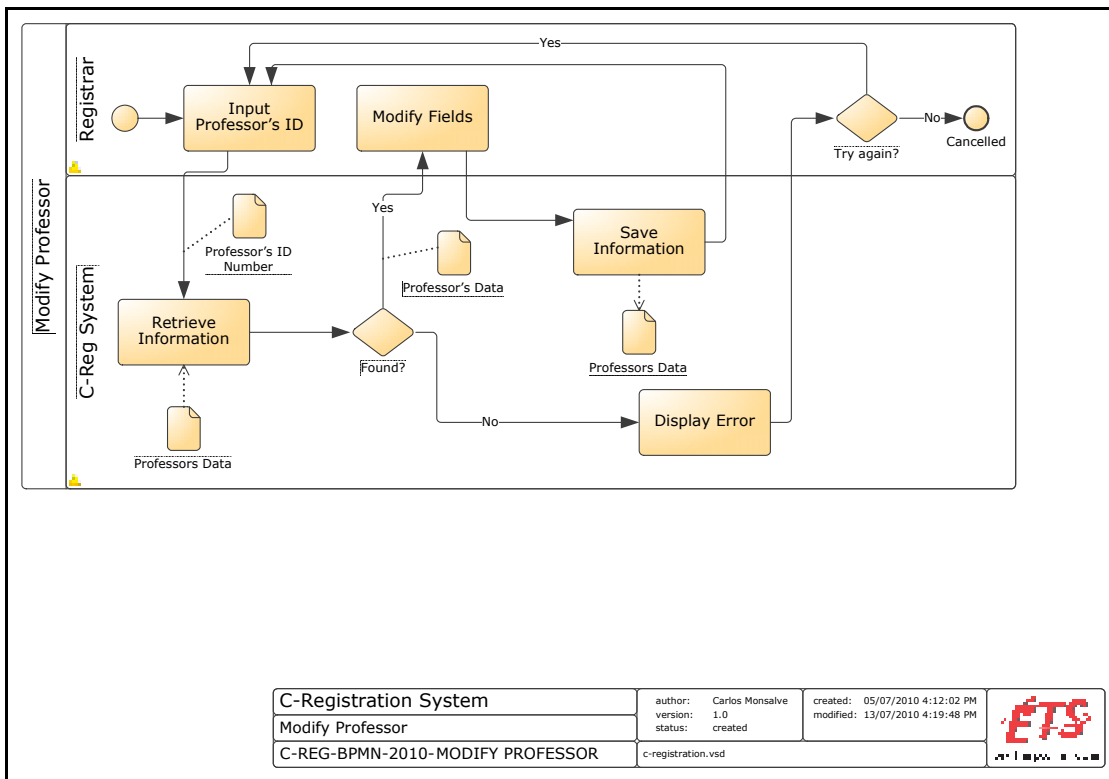 Modify Professor
Registrar
C-Reg System
Yes
Input
Professor's ID
Modify Fields
Try again?
No
Cancelled
Yes
Professor's ID
Number
Professor's Data
Save
Information
Retrieve
Information
Found?
Professors Data
Professors Data
No
Display Error
C-Registration System
Modify Professor
C-REG-BPMN-2010-MODIFY PROFESSOR
author: Carlos Monsalve
version: 1.0
status: created
c-registration.vsd
created: 05/07/2010 4:12:02 PM
modified: 13/07/2010 4:19:48 PM
ETS